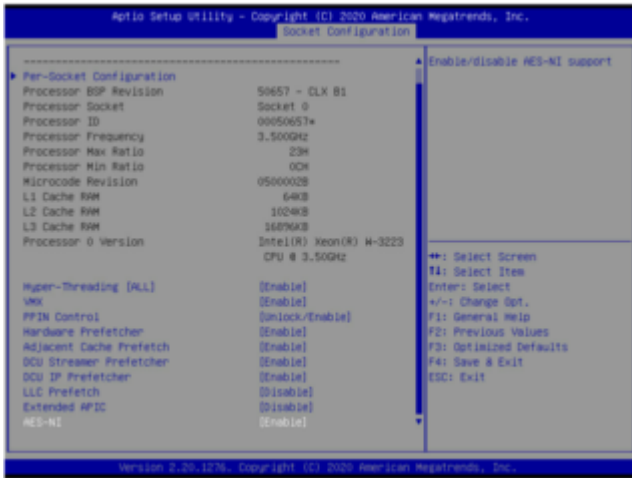 Aptio Setup Utility - Copyright (C) 2020 American Megatrends, Inc.
Socket Configuration
------------------------------------------------
Per-Socket Configuration
Processor BSP Revision 50657 - CLX B1
Processor Socket Socket 0
Processor ID 00050657*
Processor Frequency 3.500GHz
Processor Max Ratio 23H
Processor Min Ratio 0CH
Microcode Revision 0500002B
L1 Cache RAM 64KB
L2 Cache RAM 1024KB
L3 Cache RAM 16896KB
Processor 0 Version Intel(R) Xeon(R) W-3223
CPU @ 3.50GHz
Hyper-Threading [ALL] [Enable]
VMX [Enable]
PPIN Control [Unlock/Enable]
Hardware Prefetcher [Enable]
Adjacent Cache Prefetch [Enable]
DCU Streamer Prefetcher [Enable]
DCU IP Prefetcher [Enable]
LLC Prefetch [Disable]
Extended APIC [Disable]
AES-NI [Enable]
Enable/disable AES-NI support
: Select Screen
: Select Item
Enter: Select
+/-: Change Opt.
F1: General Help
F2: Previous Values
F3: Optimized Defaults
F4: Save & Exit
ESC: Exit
Version 2.20.1276. Copyright (C) 2020 American Megatrends, Inc.